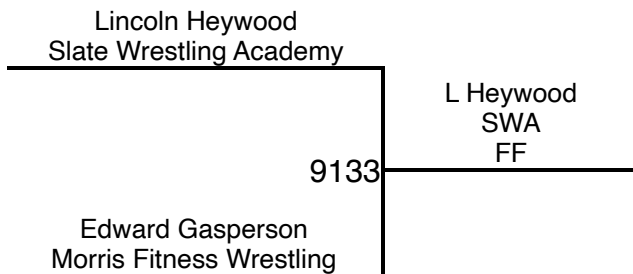 Lincoln Heywood
Slate Wrestling Academy
L Heywood
SWA
FF
9133
Edward Gasperson
Morris Fitness Wrestling